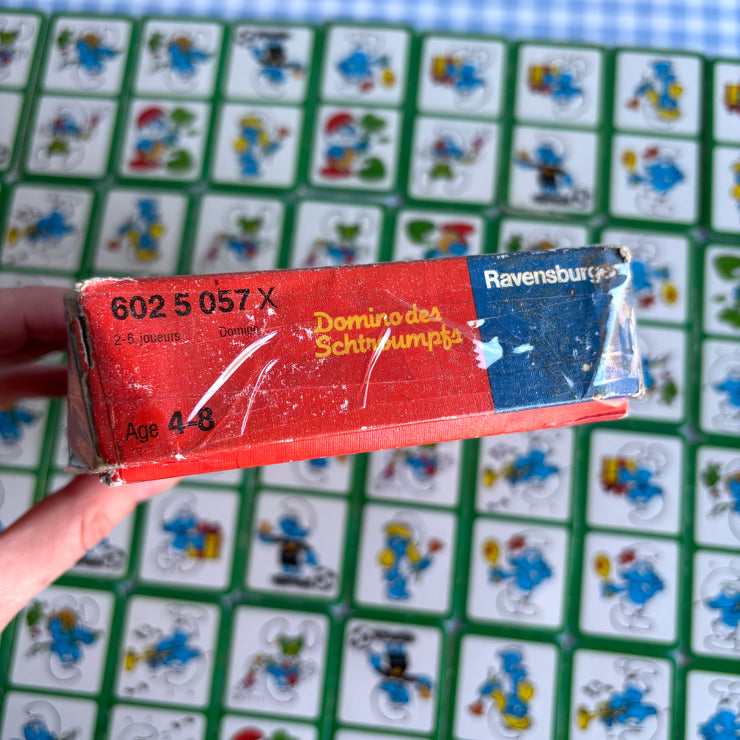 602 5 057 X
2-6 joueurs Domino
Age 4-8
Domino des
Schtroumpfs
Ravensburger